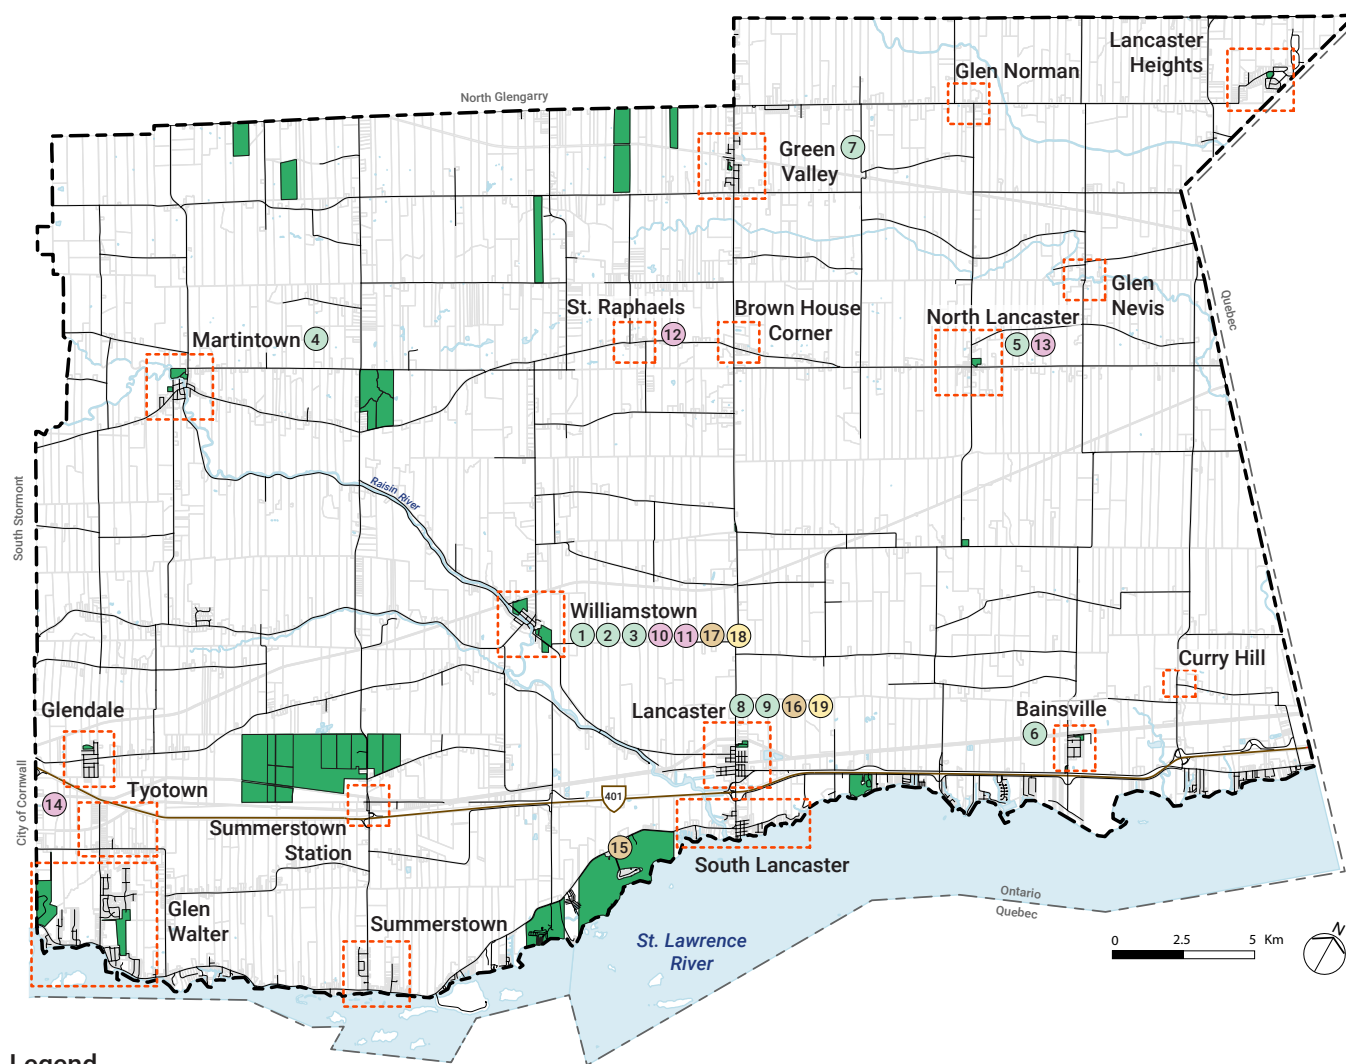 Lancaster
Heights
Glen Norman
North Glengarry
Green
Valley
7
Glen
Nevis
Quebec
St. Raphaels
12
Brown House
Corner
North Lancaster
5 13
Martintown 4
South Stormont
Raisin River
Williamstown
1 2 3 10 11 17 18
Curry Hill
Glendale
Lancaster 8 9 16 19
Bainsville
6
City of Cornwall
14
Tyotown
401
Summerstown
Station
15
South Lancaster
Ontario
Quebec
Glen
Walter
Summerstown
St. Lawrence
River
0 2.5 5 Km
N
Legend